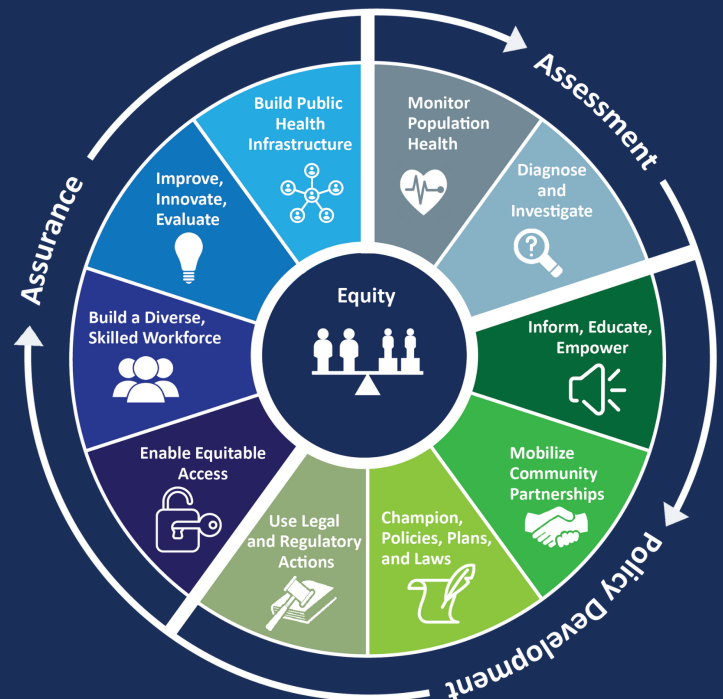 Assessment
Monitor
Population
Health
Diagnose
and
Investigate
Policy Development
Inform, Educate,
Empower
Mobilize
Community
Partnerships
Champion,
Policies, Plans,
and Laws
Use Legal
and Regulatory
Actions
Assurance
Enable Equitable
Access
Build a Diverse,
Skilled Workforce
Improve,
Innovate,
Evaluate
Build Public
Health
Infrastructure
Equity
?